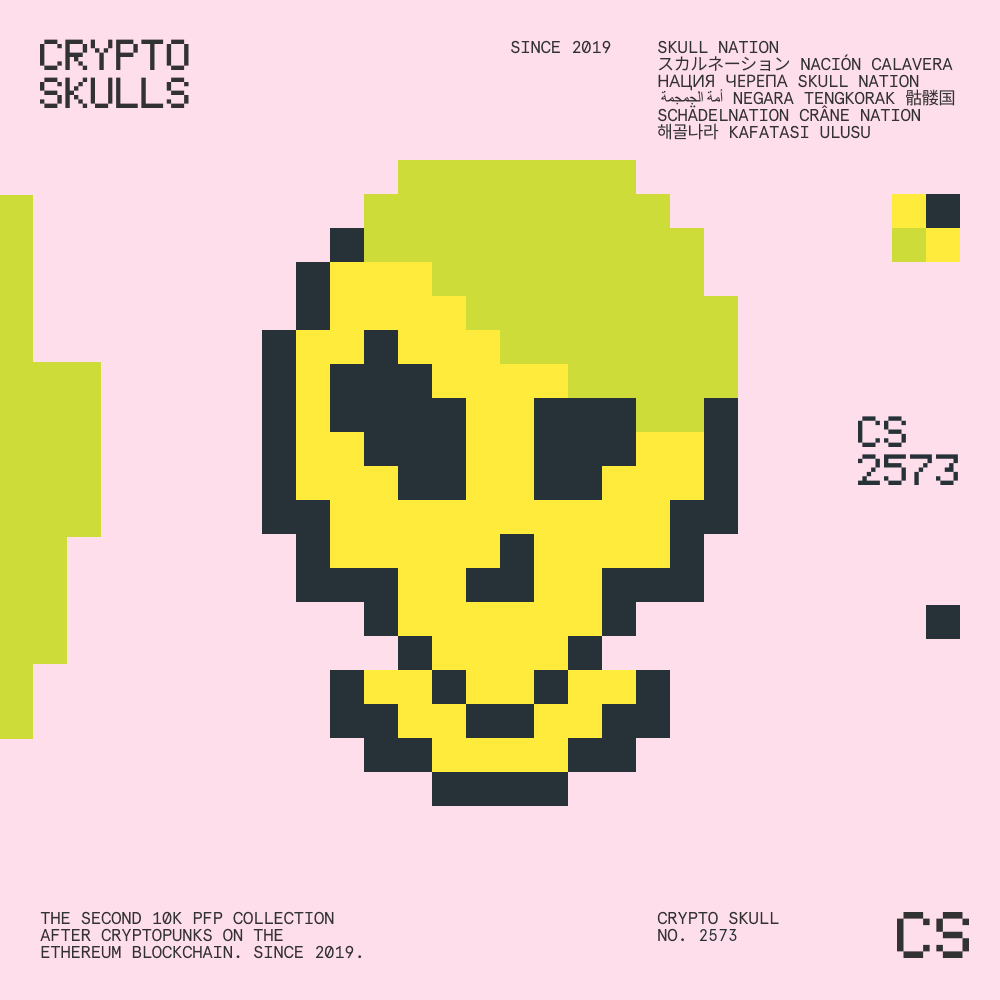 CRYPTO
SKULLS
SINCE 2019
SKULL NATION
スカルネーション NACIÓN CALAVERA
НАЦИЯ ЧЕРЕПА SKULL NATION
أمة الجمجمة NEGARA TENGKORAK 骷髅国
SCHÄDELNATION CRÂNE NATION
해골나라 KAFATASI ULUSU
CS
2573
THE SECOND 10K PFP COLLECTION
AFTER CRYPTOPUNKS ON THE
ETHEREUM BLOCKCHAIN. SINCE 2019.
CRYPTO SKULL
NO. 2573
CS